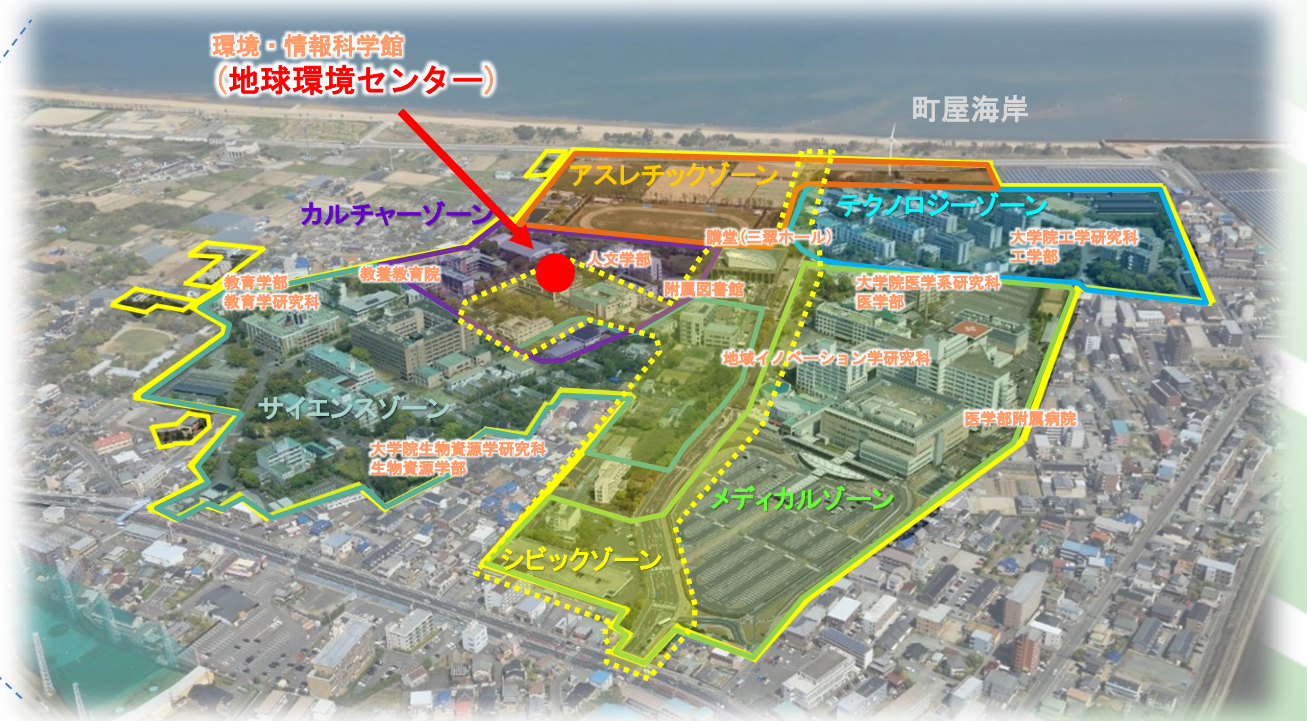 環境・情報科学館
(地球環境センター)
町屋海岸
アスレチックゾーン
カルチャーゾーン
テクノロジーゾーン
講堂(三翠ホール)
大学院工学研究科
工学部
人文学部
教養教育院
教育学部
教育学研究科
附属図書館
大学院医学系研究科
医学部
地域イノベーション学研究科
サイエンスゾーン
医学部附属病院
大学院生物資源学研究科
生物資源学部
メディカルゾーン
シビックゾーン